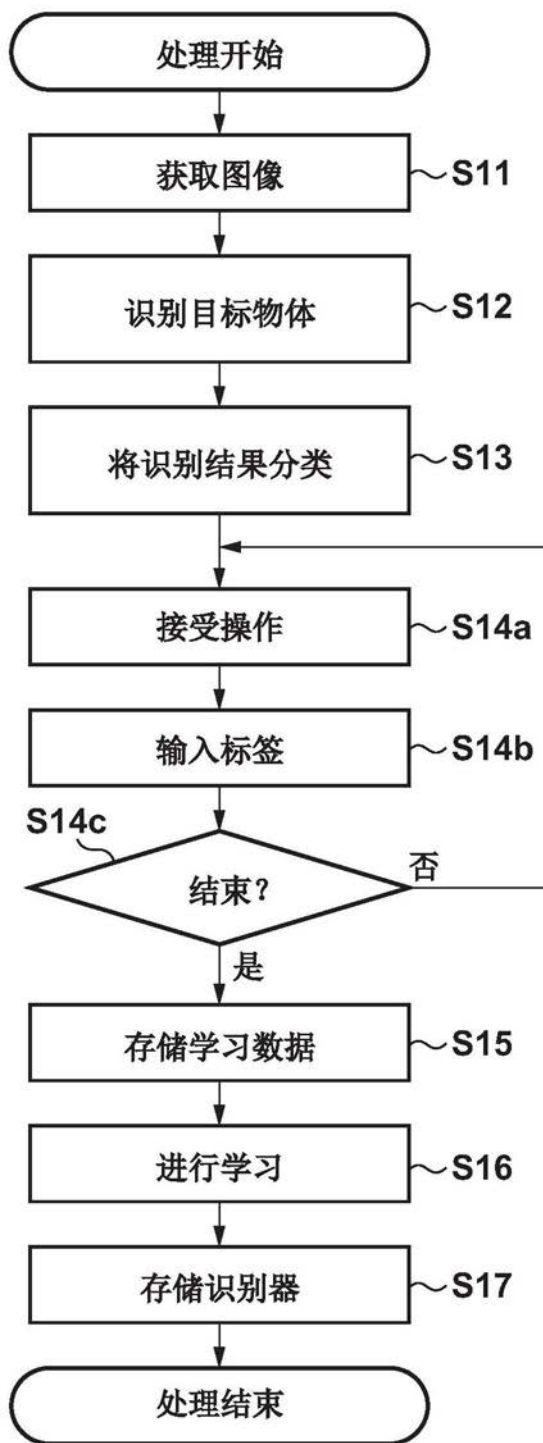 处理开始
获取图像
S11
识别目标物体
S12
将识别结果分类
S13
接受操作
S14a
输入标签
S14b
S14c
结束?
否
是
存储学习数据
S15
进行学习
S16
存储识别器
S17
处理结束